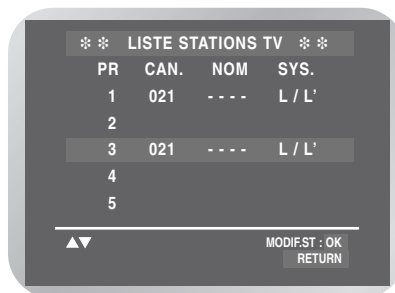 ❉ ❉ LISTE STATIONS TV ❉ ❉
PR CAN. NOM SYS.
1 021 - - - - L / L’
2
3 021 - - - - L / L’
4
5
▲▼ MODIF.ST : OK
RETURN